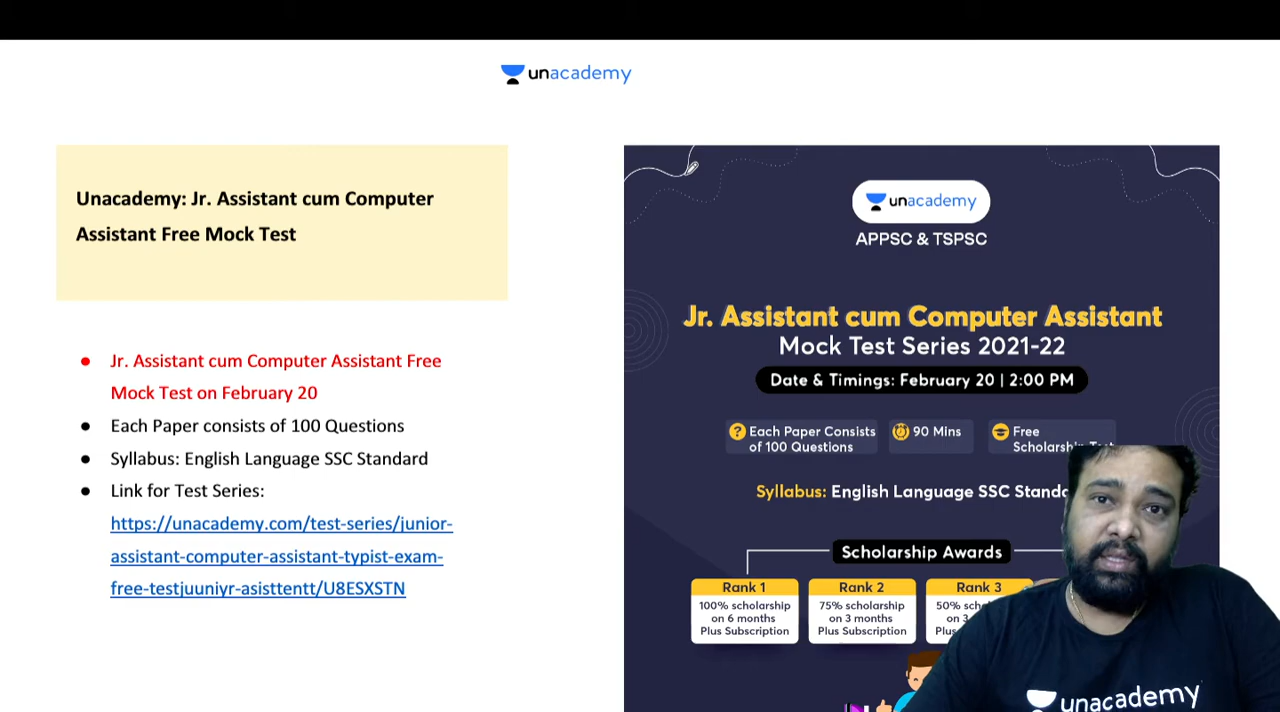 unacademy
Unacademy: Jr. Assistant cum Computer
Assistant Free Mock Test
● Jr. Assistant cum Computer Assistant Free
Mock Test on February 20
● Each Paper consists of 100 Questions
● Syllabus: English Language SSC Standard
● Link for Test Series:
https://unacademy.com/test-series/junior-
assistant-computer-assistant-typist-exam-
free-testjuuniyr-asisttentt/U8ESXSTN
unacademy
APPSC & TSPSC
Jr. Assistant cum Computer Assistant
Mock Test Series 2021-22
Date & Timings: February 20 | 2:00 PM
Each Paper Consists
of 100 Questions
90 Mins
Free
Scholarship Test
Syllabus: English Language SSC
Scholarship Awards
Rank 1
100% scholarship
on 6 months
Plus Subscription
Rank 2
75% scholarship
on 3 months
Plus Subscription
Rank 3
50%
on
unacademy